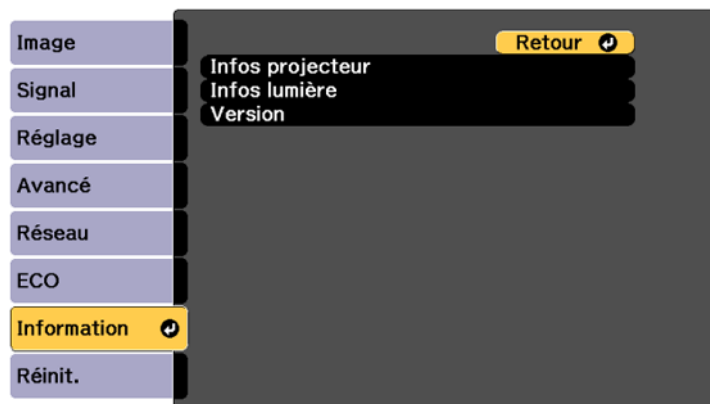 Image
Signal
Réglage
Avancé
Réseau
ECO
Information
Réinit.
Retour
Infos projecteur
Infos lumière
Version